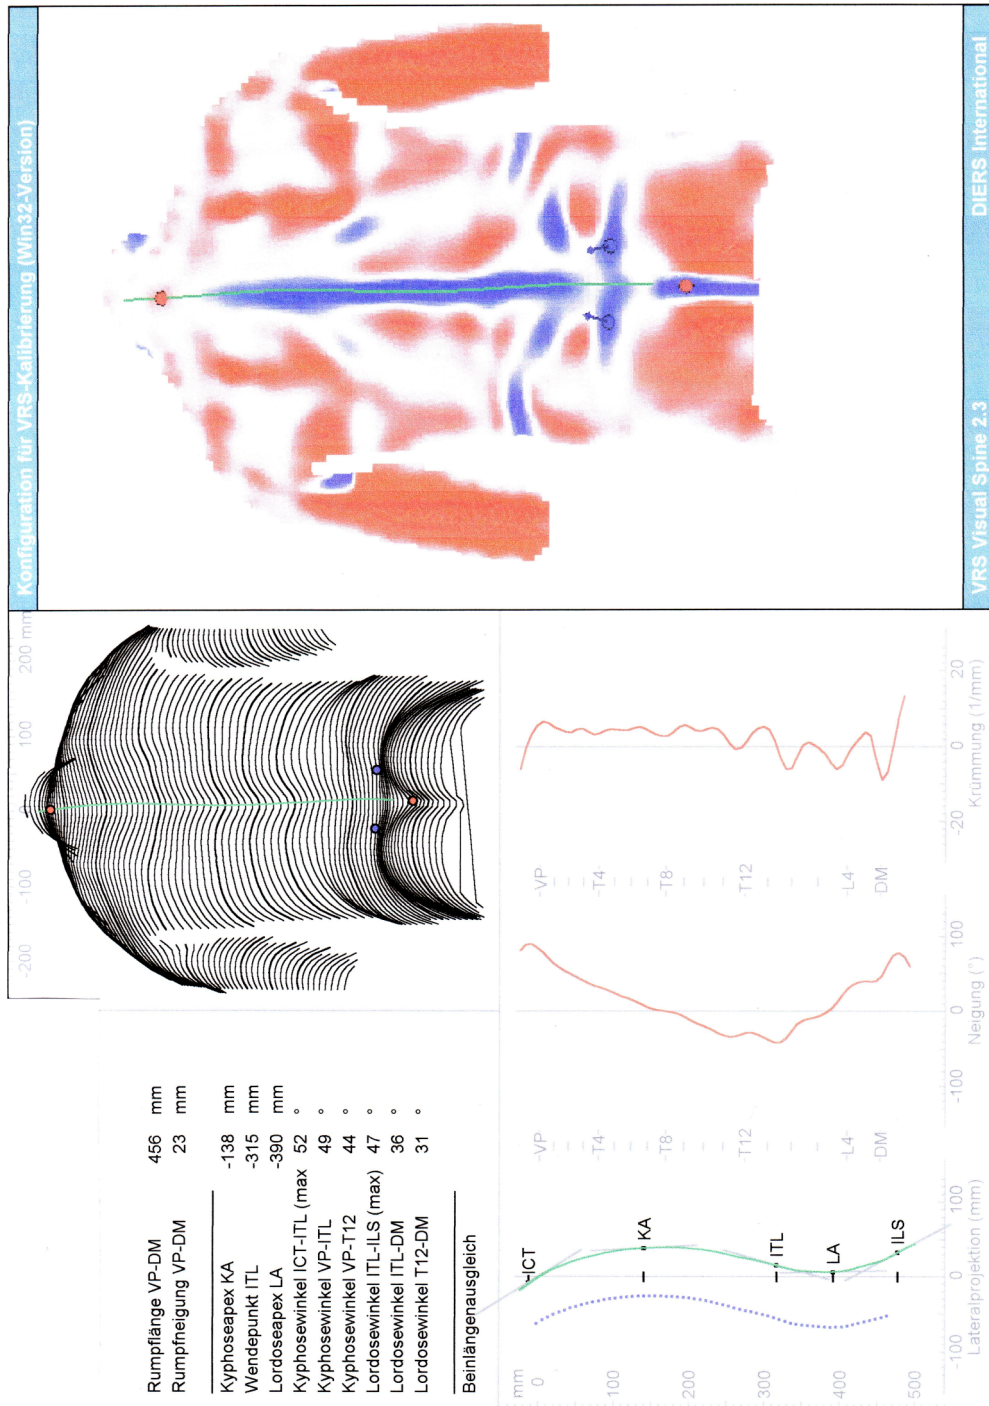 Konfiguration für VRS-Kalibrierung (Win32-Version)
-200 -100 0 100 200 mm
Rumpflänge VP-DM 456 mm
Rumpfneigung VP-DM 23 mm
Kyphoseapex KA -138 mm
Wendepunkt ITL -315 mm
Lordoseapex LA -390 mm
Kyphosewinkel ICT-ITL (max 52 °
Kyphosewinkel VP-ITL 49 °
Kyphosewinkel VP-T12 44 °
Lordosewinkel ITL-ILS (max) 47 °
Lordosewinkel ITL-DM 36 °
Lordosewinkel T12-DM 31 °
Beinlängenausgleich
mm
0
100
200
300
400
500
ICT
KA
ITL
LA
ILS
-100 0 100
Lateralprojektion (mm)
-VP
-T4-
-T8-
-T12
-L4-
DM
-100 0 100
Neigung (°)
-VP
-T4-
-T8-
-T12
-L4-
DM
-20 0 20
Krümmung (1/mm)
VRS Visual Spine 2.3 DIERS International